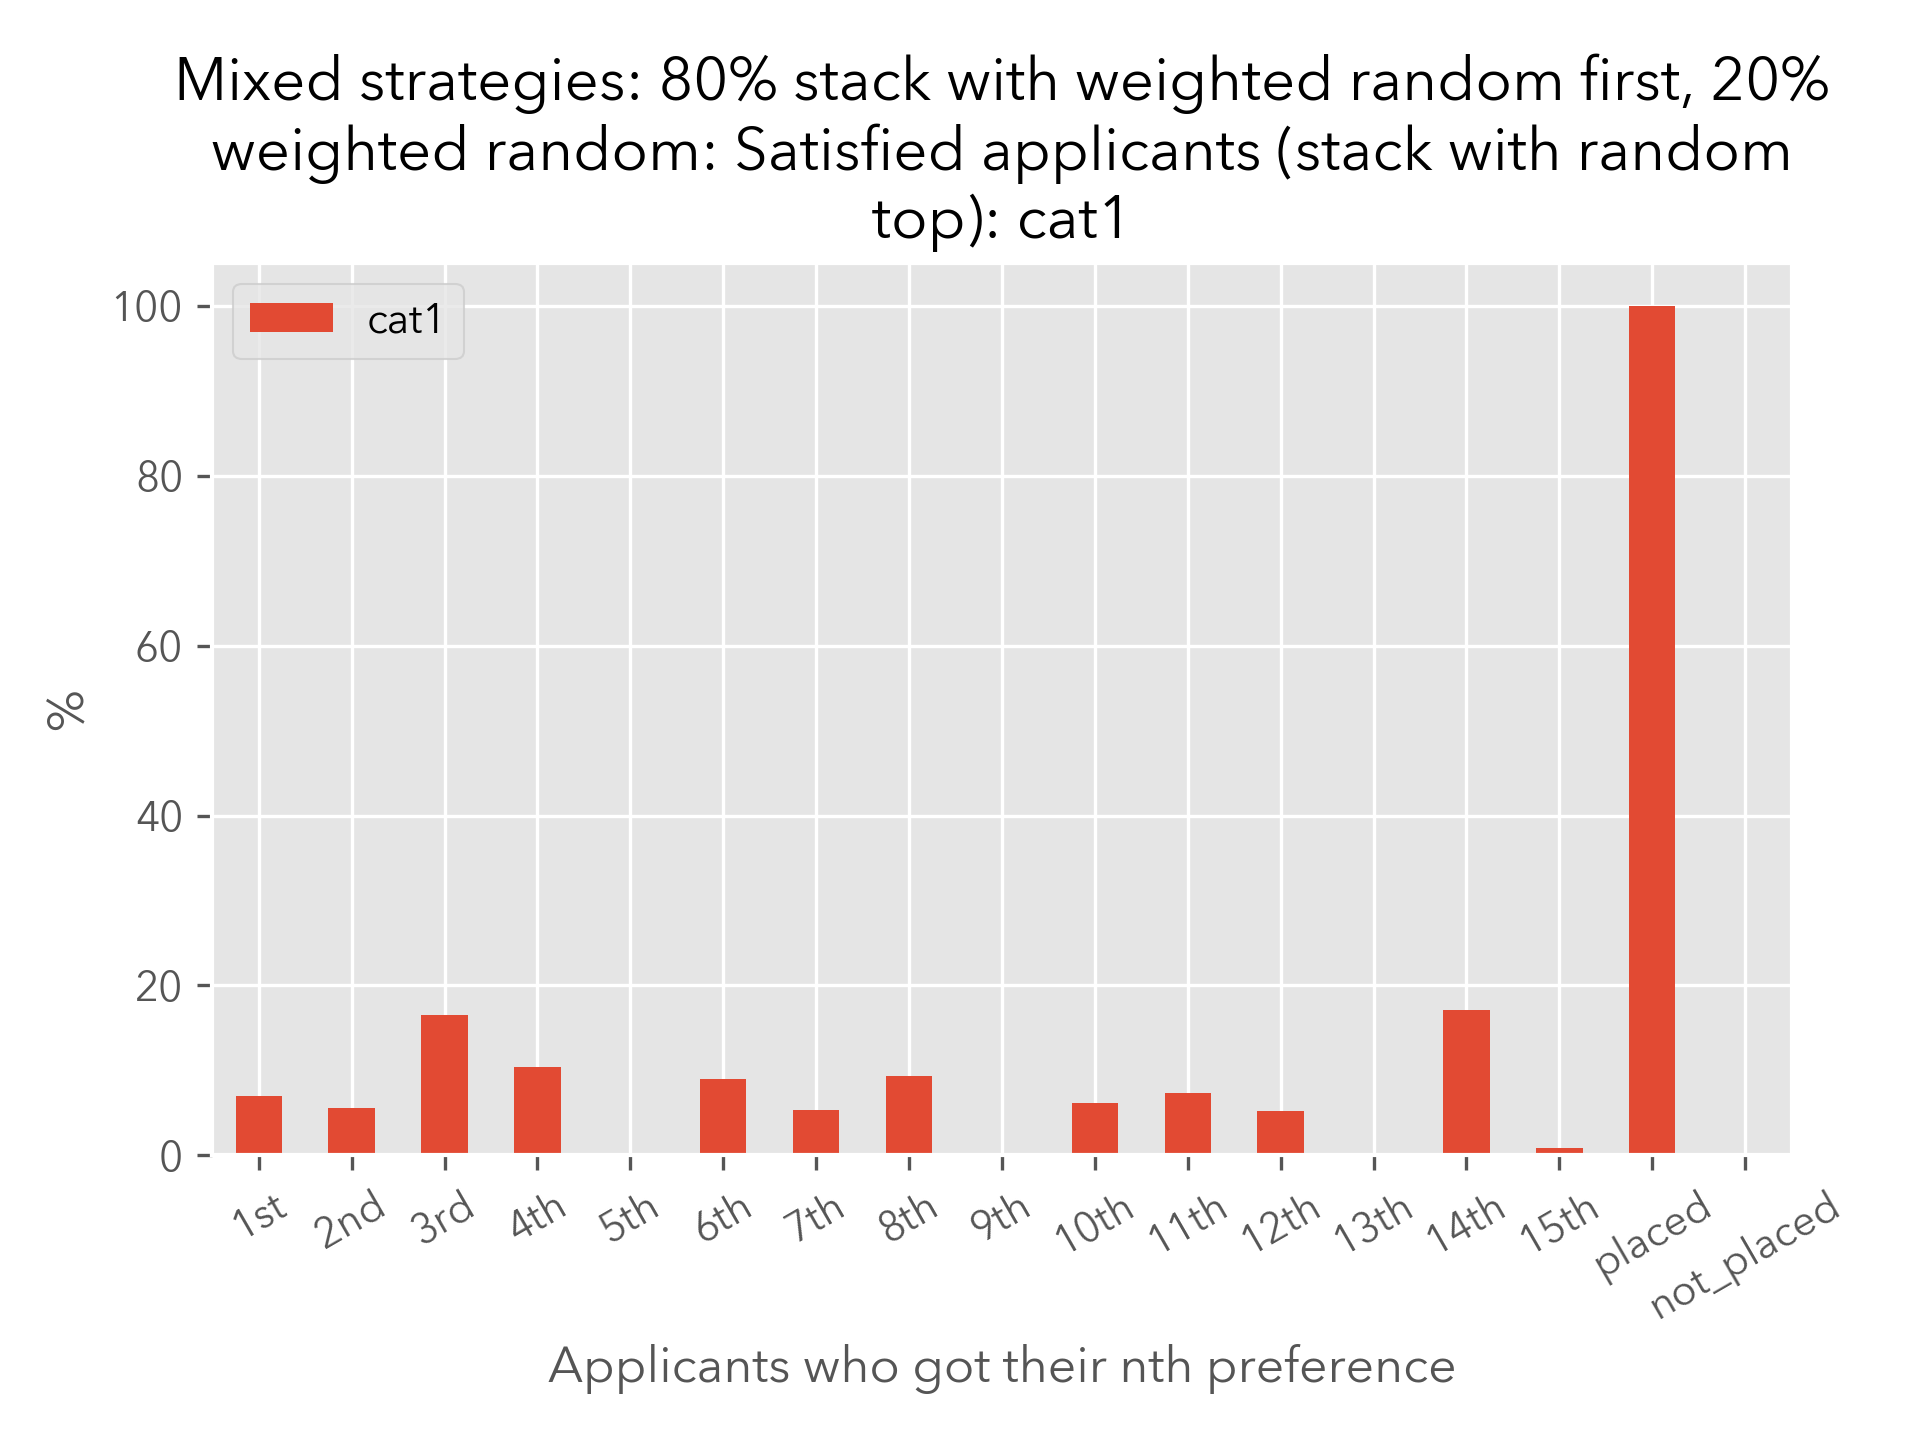 Mixed strategies: 80% stack with weighted random first, 20%
weighted random: Satisfied applicants (stack with random
top): cat1
cat1
100
80
60
40
20
0
%
1st
2nd
3rd
4th
5th
6th
7th
8th
9th
10th
11th
12th
13th
14th
15th
placed
not_placed
Applicants who got their nth preference